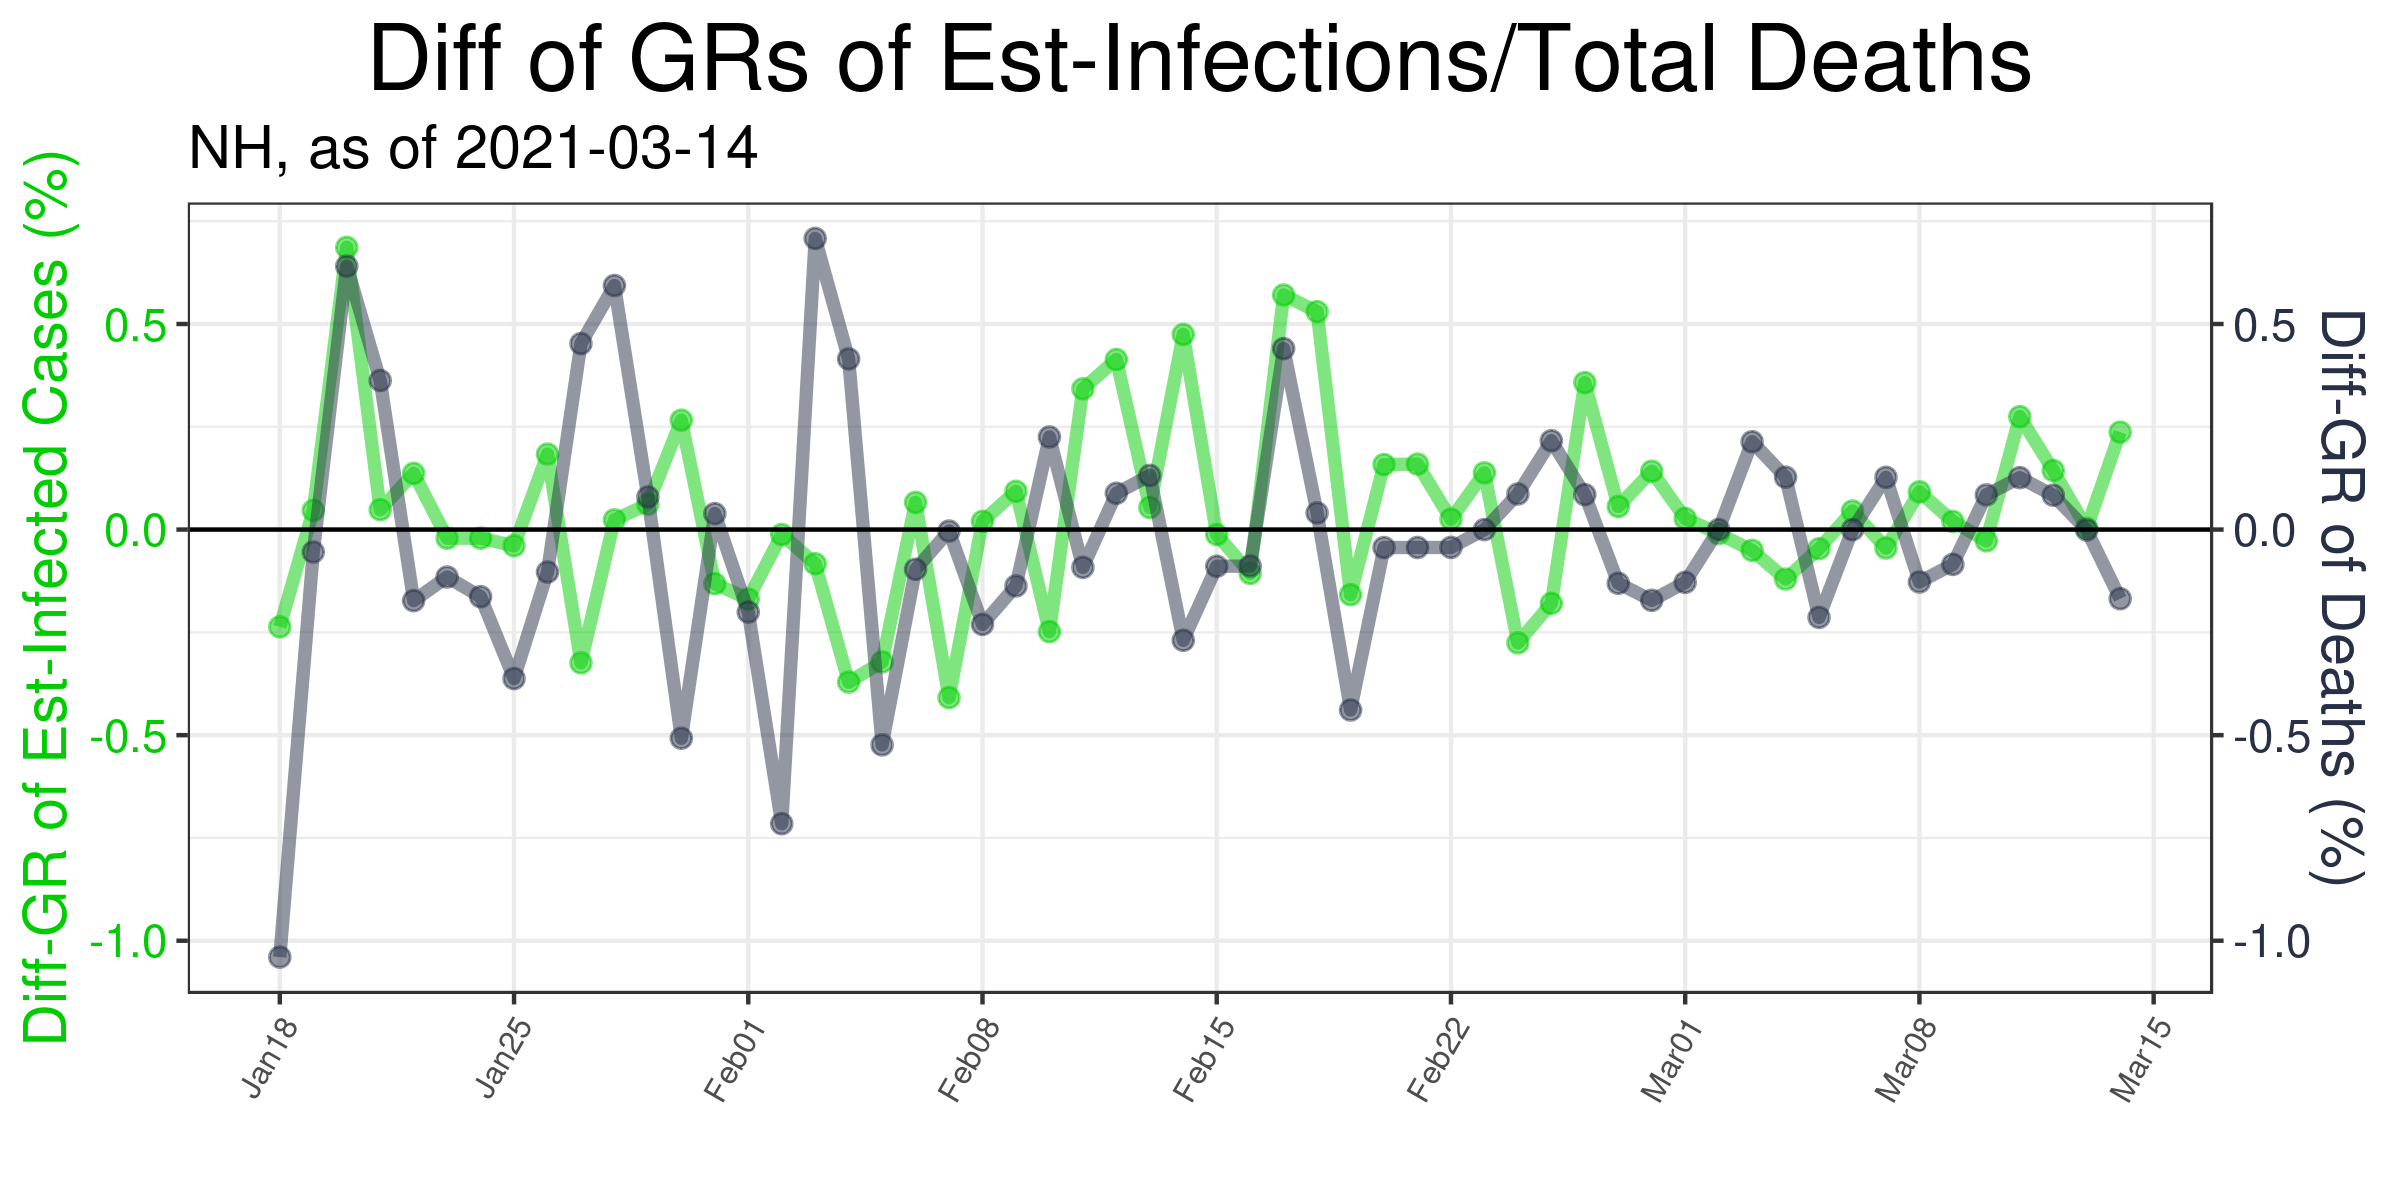 Diff of GRs of Est-Infections/Total Deaths
NH, as of 2021-03-14
Diff-GR of Est-Infected Cases (%)
0.5
0.0
-0.5
-1.0
0.5
0.0
-0.5
-1.0
Diff-GR of Deaths (%)
Jan18
Jan25
Feb01
Feb08
Feb15
Feb22
Mar01
Mar08
Mar15